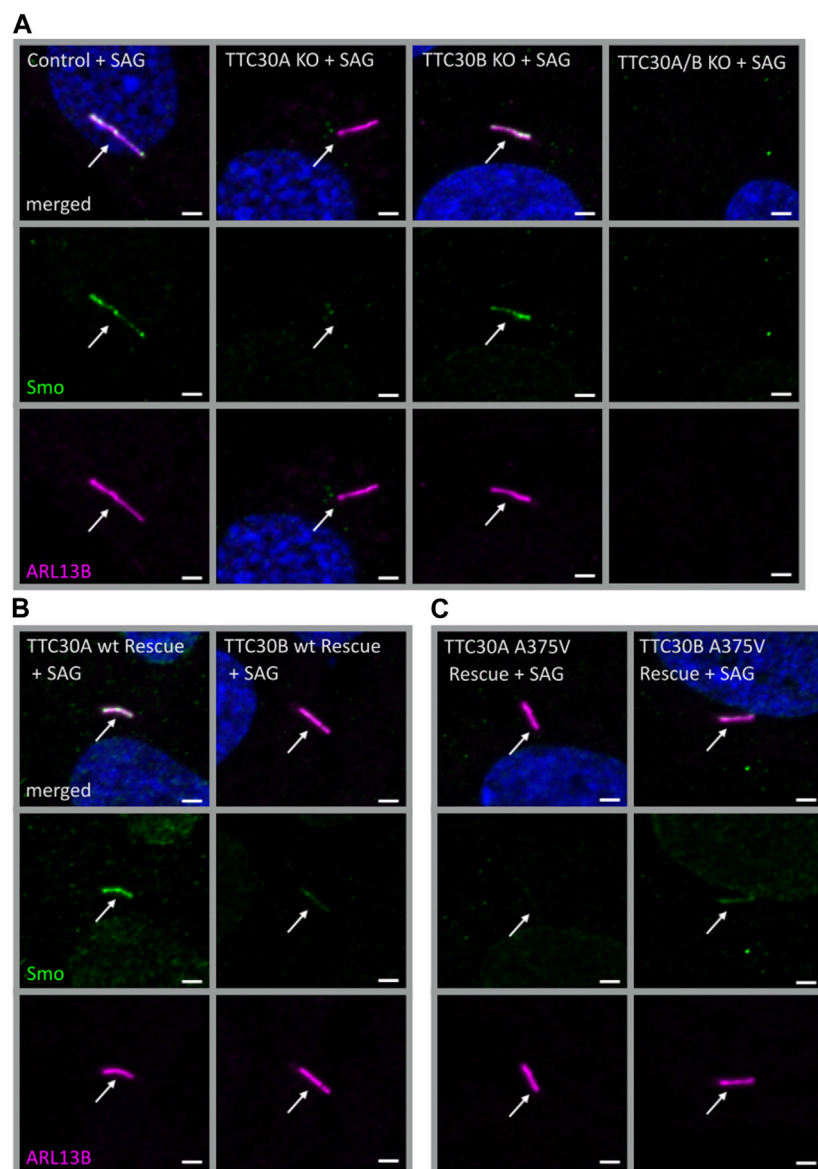 A
Control + SAG
TTC30A KO + SAG
TTC30B KO + SAG
TTC30A/B KO + SAG
merged
Smo
ARL13B
B
TTC30A wt Rescue
+ SAG
TTC30B wt Rescue
+ SAG
merged
Smo
ARL13B
C
TTC30A A375V
Rescue + SAG
TTC30B A375V
Rescue + SAG